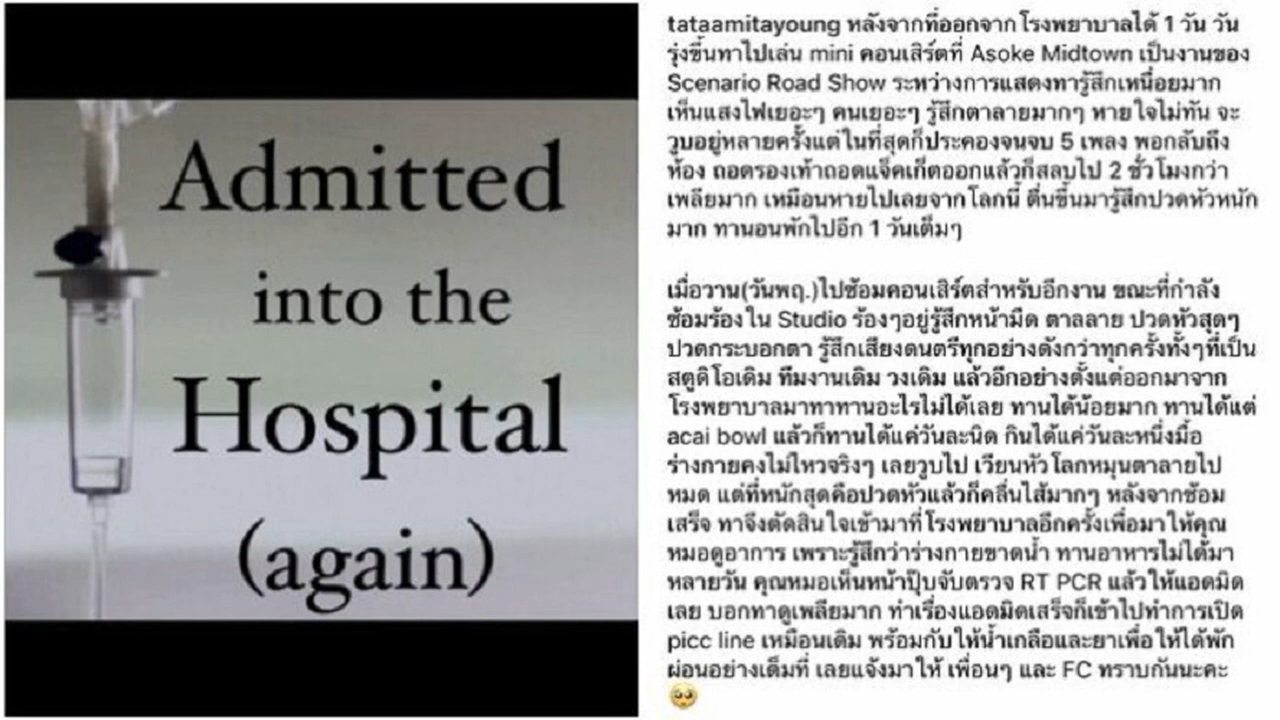 Admitted
into the
Hospital
(again)
tataamitayoung หลังจากที่ออกจากโรงพยาบาลได้ 1 วัน วัน
รุ่งขึ้นทาไปเล่น mini คอนเสิร์ตที่ Asoke Midtown เป็นงานของ
Scenario Road Show ระหว่างการแสดงทารู้สึกเหนื่อยมาก
เห็นแสงไฟเยอะๆ คนเยอะๆ รู้สึกตาลายมากๆ หายใจไม่ทัน จะ
วูบอยู่หลายครั้งแต่ในที่สุดก็ประคองจนจบ 5 เพลง พอกลับถึง
ห้อง ถอดรองเท้าถอดแจ็คเก็ตออกแล้วก็สลบไป 2 ชั่วโมงกว่า
เพลียมาก เหมือนหายไปเลยจากโลกนี้ ตื่นขึ้นมารู้สึกปวดหัวหนัก
มาก ทานอนพักไปอีก 1 วันเต็มๆ
เมื่อวาน(วันพฤ.)ไปซ้อมคอนเสิร์ตสำหรับอีกงาน ขณะที่กำลัง
ซ้อมร้องใน Studio ร้องๆอยู่รู้สึกหน้ามืด ตาลลาย ปวดหัวสุดๆ
ปวดกระบอกตา รู้สึกเสียงดนตรีทุกอย่างดังกว่าทุกครั้งทั้งๆที่เป็น
สตูดิโอเดิม ทีมงานเดิม วงเดิม แล้วอีกอย่างตั้งแต่ออกมาจาก
โรงพยาบาลมาทาทานอะไรไม่ได้เลย ทานได้น้อยมาก ทานได้แต่
acai bowl แล้วก็ทานได้แค่วันละนิด กินได้แค่วันละหนึ่งมื้อ
ร่างกายคงไม่ไหวจริงๆ เลยวูบไป เวียนหัวโลกหมุนตาลายไป
หมด แต่ที่หนักสุดคือปวดหัวแล้วก็คลื่นไส้มากๆ หลังจากซ้อม
เสร็จ ทาจึงตัดสินใจเข้ามาที่โรงพยาบาลอีกครั้งเพื่อมาให้คุณ
หมอดูอาการ เพราะรู้สึกว่าร่างกายขาดน้ำ ทานอาหารไม่ได้มา
หลายวัน คุณหมอเห็นหน้าปุ๊บจับตรวจ RT PCR แล้วให้แอดมิด
เลย บอกทาดูเพลียมาก ทำเรื่องแอดมิดเสร็จก็เข้าไปทำการเปิด
picc line เหมือนเดิม พร้อมกับให้น้ำเกลือและยาเพื่อให้ได้พัก
ผ่อนอย่างเต็มที่ เลยแจ้งมาให้ เพื่อนๆ และ FC ทราบกันนะคะ
🥺